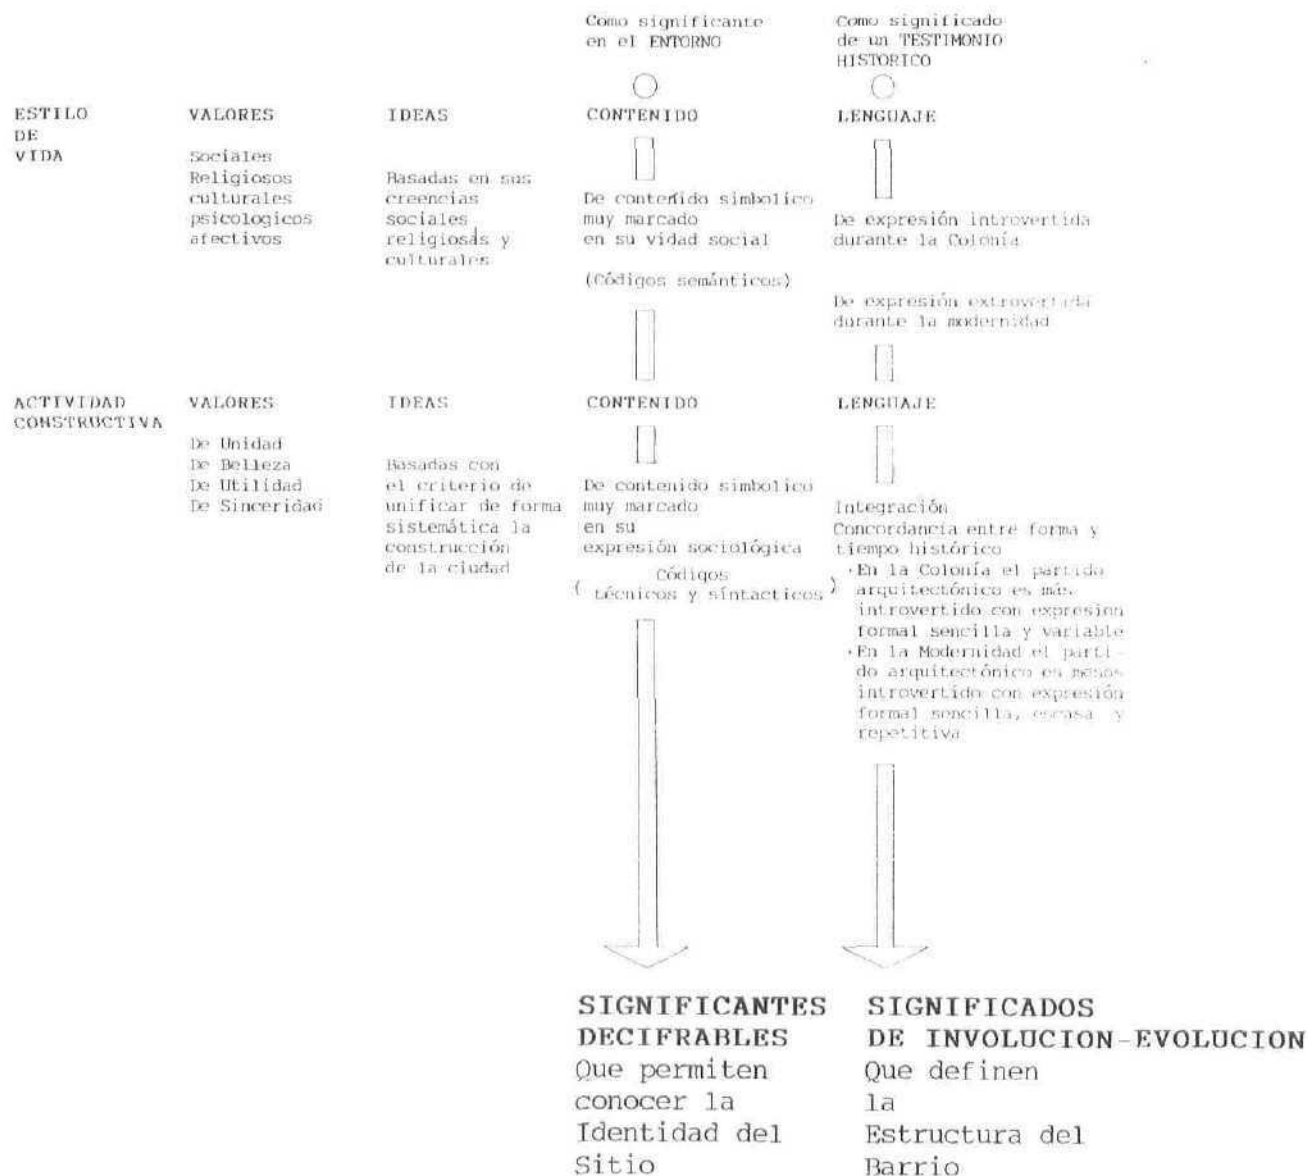 Como significante
en el ENTORNO
Como significado
de un TESTIMONIO
HISTORICO
ESTILO
DE
VIDA
VALORES
Sociales
Religiosos
culturales
psicologicos
afectivos
IDEAS
Basadas en sus
creencias
sociales
religiosas y
culturales
CONTENIDO
De contenido simbolico
muy marcado
en su vidad social
(Códigos semánticos)
LENGUAJE
De expresión introvertida
durante la Colonía
De expresión extrovertida
durante la modernidad
ACTIVIDAD
CONSTRUCTIVA
VALORES
De Unidad
De Belleza
De Utilidad
De Sinceridad
IDEAS
Basadas con
el criterio de
unificar de forma
sistemática la
construcción
de la ciudad
CONTENIDO
De contenido simbolico
muy marcado
en su
expresión sociológica
Códigos
( técnicos y síntacticos )
LENGUAJE
Integración
Concordancia entre forma y
tiempo histórico
·En la Colonía el partido
arquitectónico es más
introvertido con expresión
formal sencilla y variable
·En la Modernidad el parti-
do arquitectónico es menos
introvertido con expresión
formal sencilla, escasa y
repetitiva
SIGNIFICANTES
DECIFRABLES
Que permiten
conocer la
Identidad del
Sitio
SIGNIFICADOS
DE INVOLUCION-EVOLUCION
Que definen
la
Estructura del
Barrio